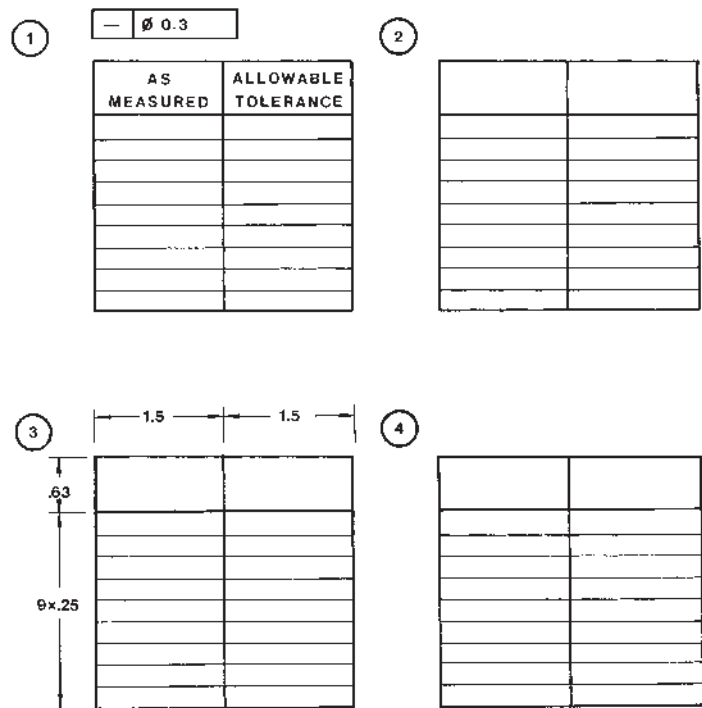 1
— Ø 0.3
2
AS MEASURED
ALLOWABLE TOLERANCE
3
1.5
1.5
4
.63
9×.25